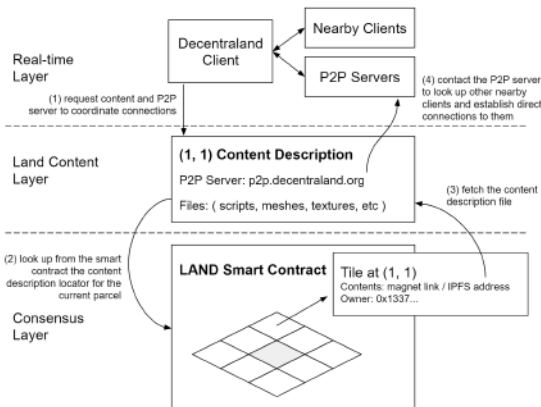 Decentraland
Client
Nearby Clients
P2P Servers
Real-time
Layer
(1) request content and P2P
server to coordinate connections
(4) contact the P2P server
to look up other nearby
clients and establish direct
connections to them
Land Content
Layer
(1, 1) Content Description
P2P Server: p2p.decentraland.org
Files: ( scripts, meshes, textures, etc )
(3) fetch the content
description file
(2) look up from the smart
contract the content
description locator for the
current parcel
Consensus
Layer
LAND Smart Contract
Tile at (1, 1)
Contents: magnet link / IPFS address
Owner: 0x1337...